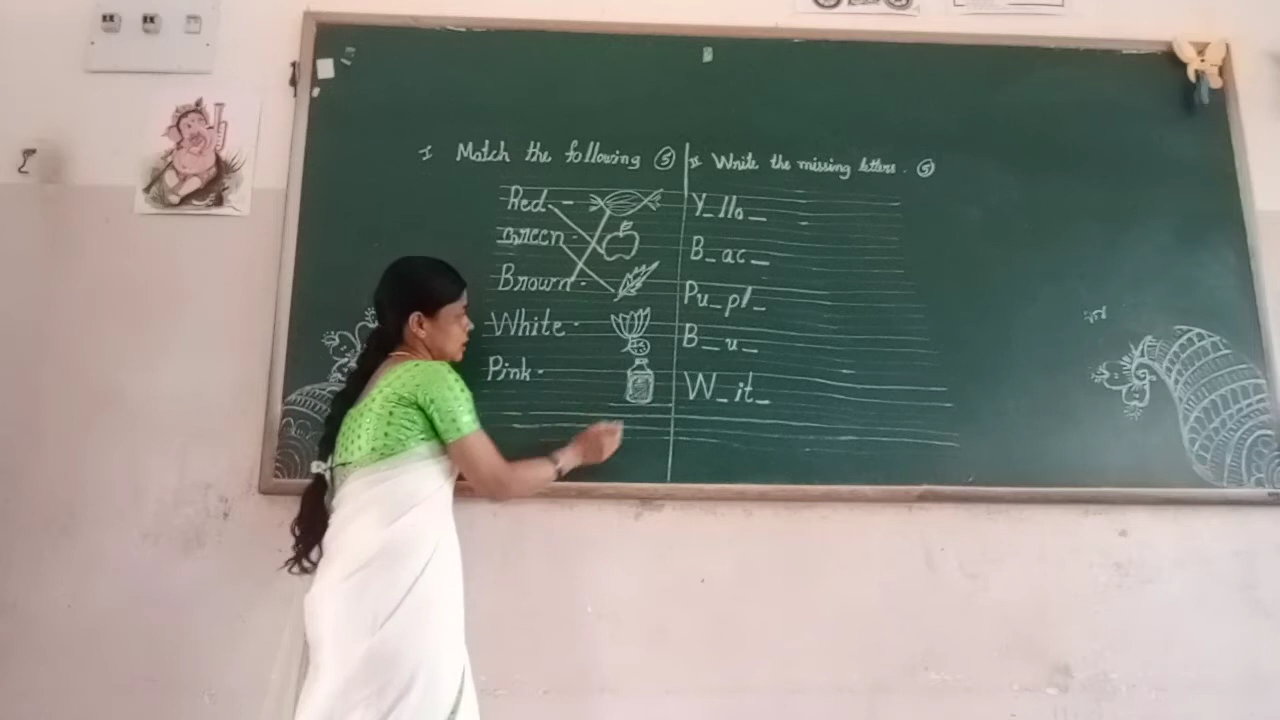 I Match the following 5
Red -
Green -
Brown -
White -
Pink -
II Write the missing letters. 5
Y_llo_
B_ac_
Pu_pl_
B_u_
W_it_